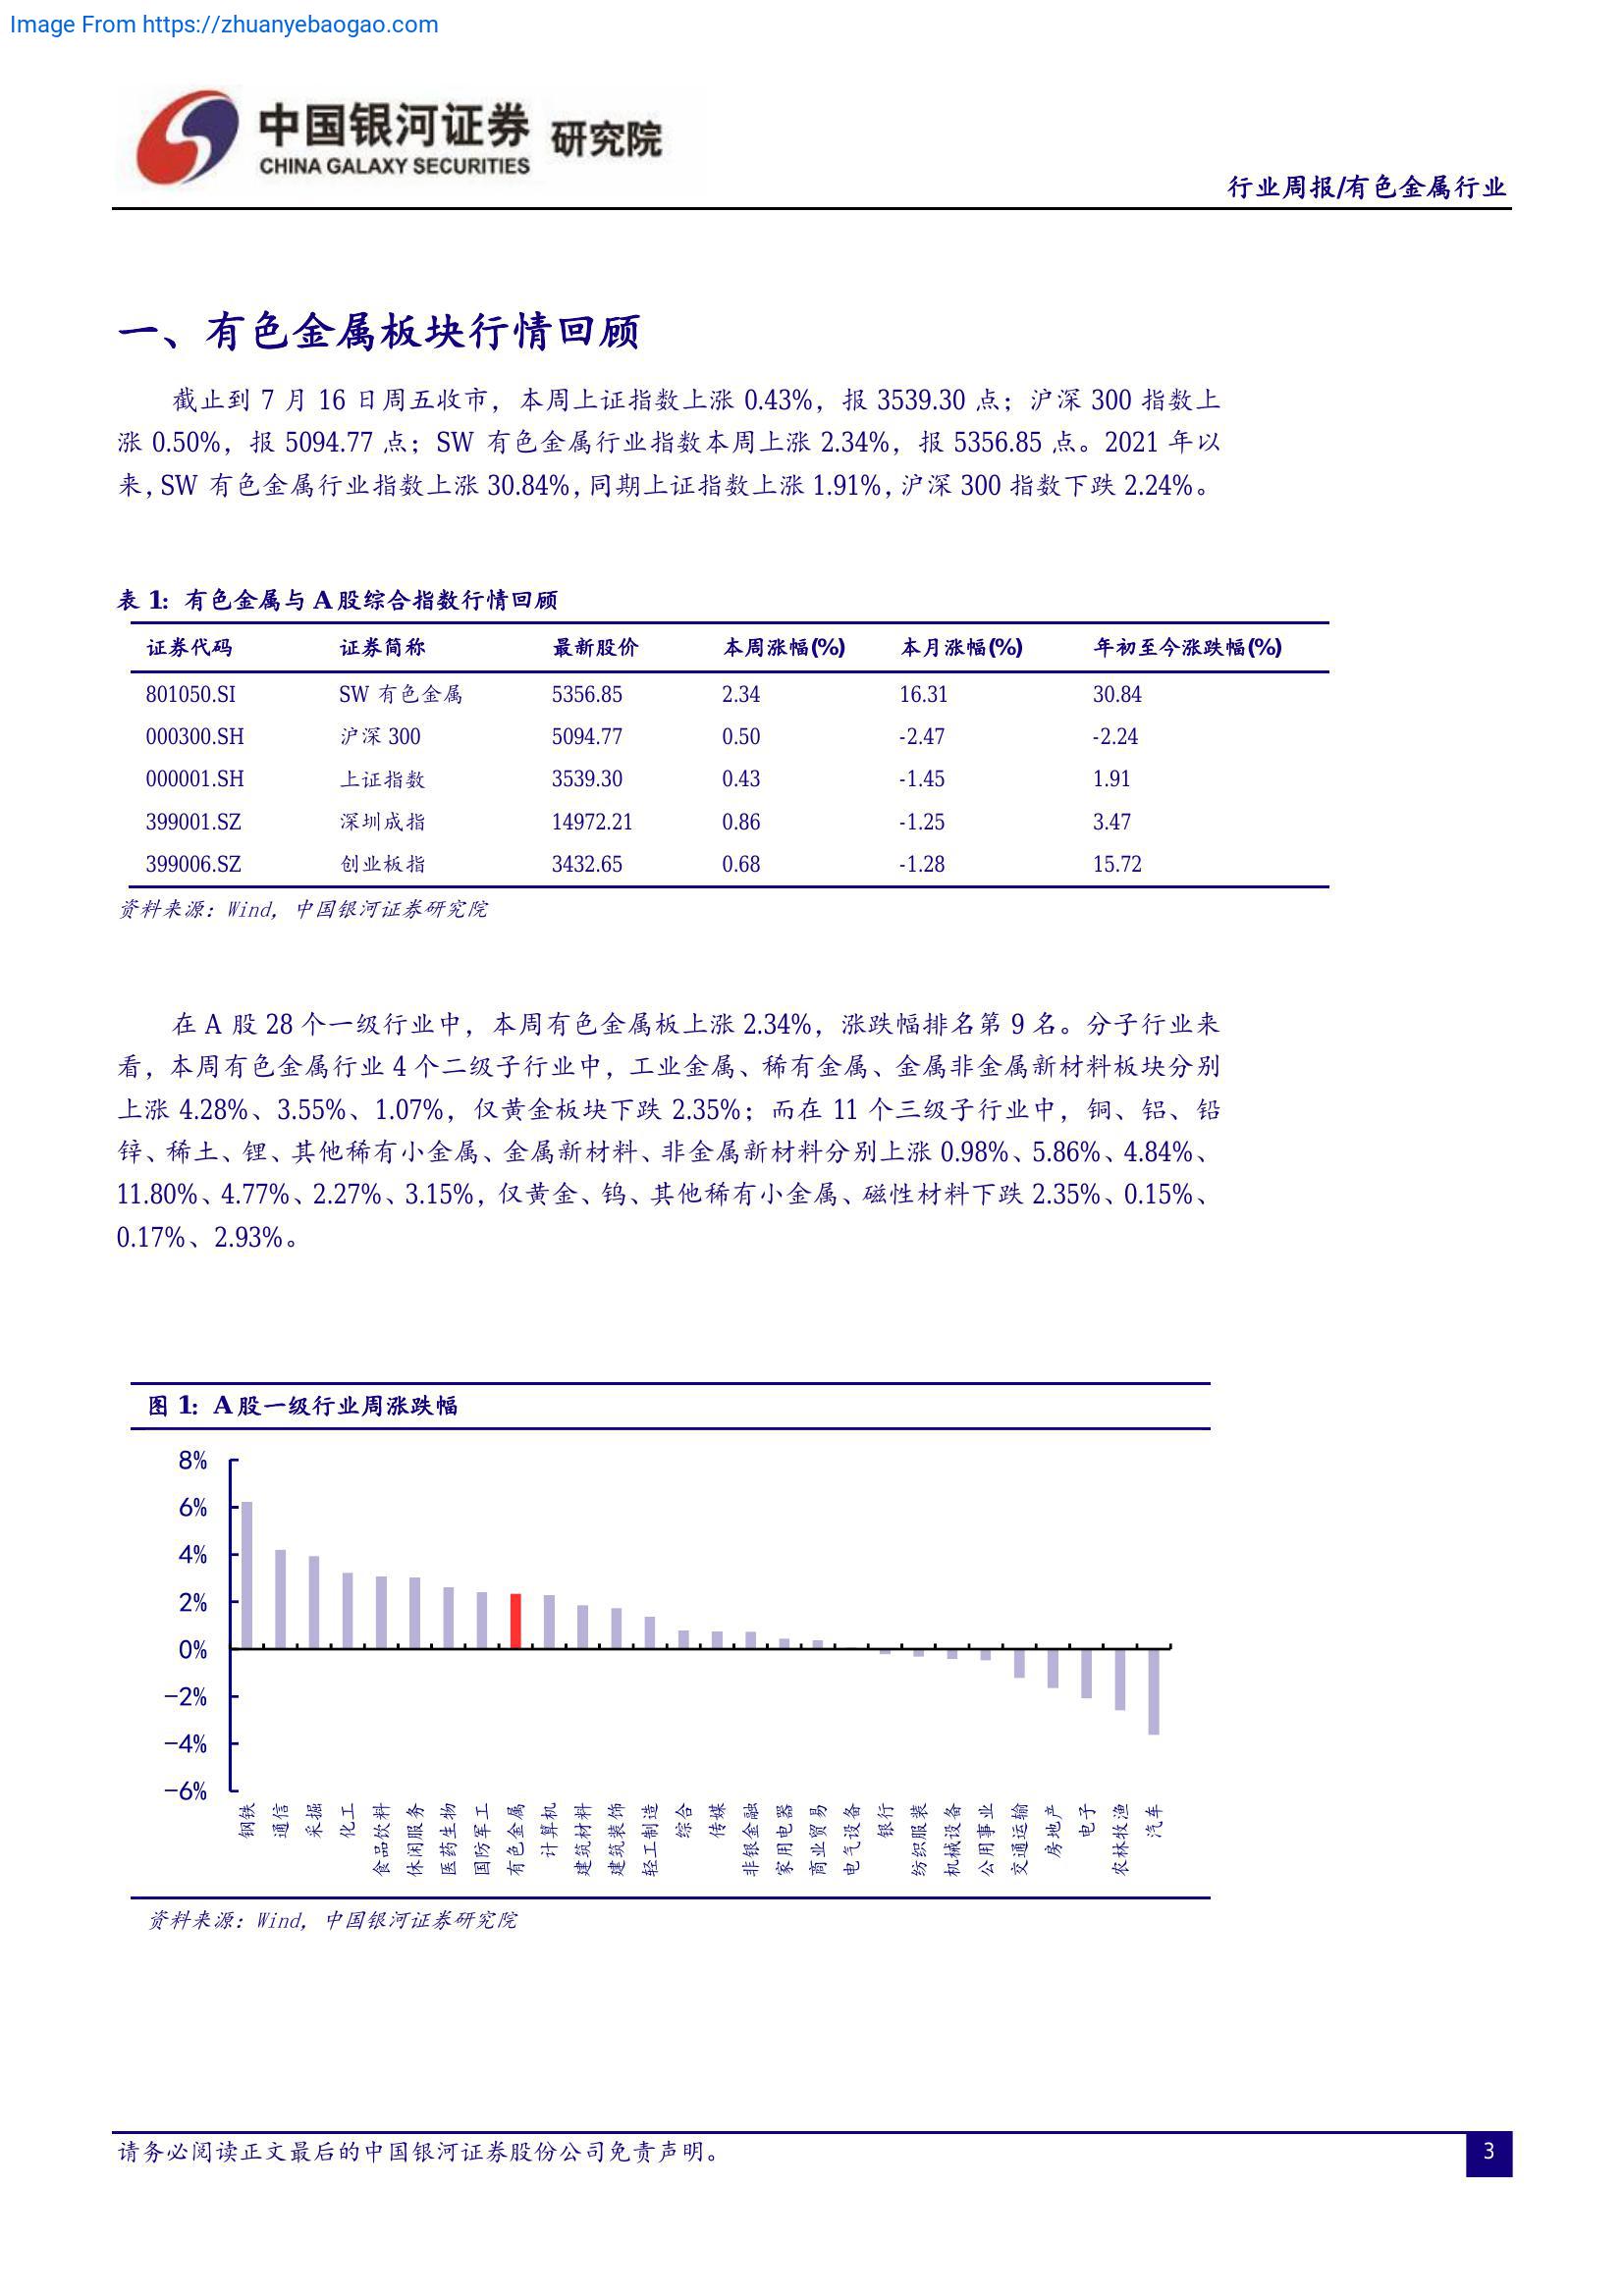 Image From https://zhuanyebaogao.com
中国银河证券 研究院
CHINA GALAXY SECURITIES
行业周报/有色金属行业
一、有色金属板块行情回顾
截止到 7 月 16 日周五收市，本周上证指数上涨 0.43%，报 3539.30 点；沪深 300 指数上
涨 0.50%，报 5094.77 点；SW 有色金属行业指数本周上涨 2.34%，报 5356.85 点。2021 年以
来，SW 有色金属行业指数上涨 30.84%，同期上证指数上涨 1.91%，沪深 300 指数下跌 2.24%。
表 1：有色金属与 A 股综合指数行情回顾
证券代码 证券简称 最新股价 本周涨幅(%) 本月涨幅(%) 年初至今涨跌幅(%)
801050.SI SW 有色金属 5356.85 2.34 16.31 30.84
000300.SH 沪深 300 5094.77 0.50 -2.47 -2.24
000001.SH 上证指数 3539.30 0.43 -1.45 1.91
399001.SZ 深圳成指 14972.21 0.86 -1.25 3.47
399006.SZ 创业板指 3432.65 0.68 -1.28 15.72
资料来源：Wind，中国银河证券研究院
在 A 股 28 个一级行业中，本周有色金属板上涨 2.34%，涨跌幅排名第 9 名。分子行业来
看，本周有色金属行业 4 个二级子行业中，工业金属、稀有金属、金属非金属新材料板块分别
上涨 4.28%、3.55%、1.07%，仅黄金板块下跌 2.35%；而在 11 个三级子行业中，铜、铝、铅
锌、稀土、锂、其他稀有小金属、金属新材料、非金属新材料分别上涨 0.98%、5.86%、4.84%、
11.80%、4.77%、2.27%、3.15%，仅黄金、钨、其他稀有小金属、磁性材料下跌 2.35%、0.15%、
0.17%、2.93%。
图 1：A 股一级行业周涨跌幅
8%
6%
4%
2%
0%
−2%
−4%
−6%
钢铁
通信
采掘
化工
食品饮料
休闲服务
医药生物
国防军工
有色金属
计算机
建筑材料
建筑装饰
轻工制造
综合
传媒
非银金融
家用电器
商业贸易
电气设备
银行
纺织服装
机械设备
公用事业
交通运输
房地产
电子
农林牧渔
汽车
资料来源：Wind，中国银河证券研究院
请务必阅读正文最后的中国银河证券股份公司免责声明。
3